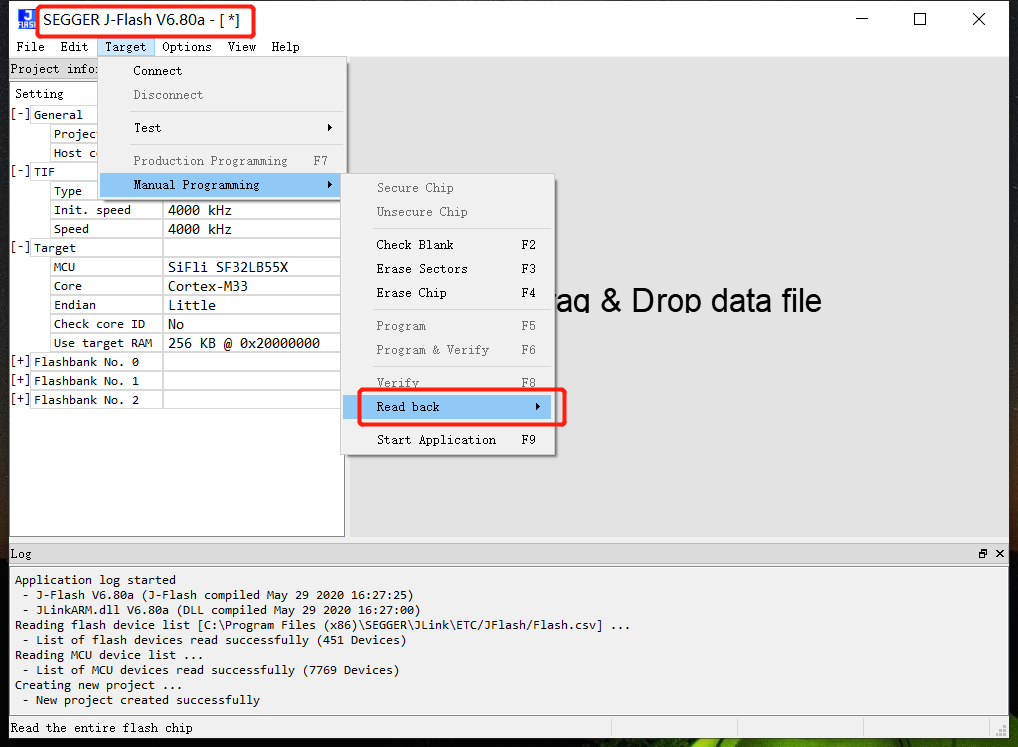 SEGGER J-Flash V6.80a - [ *]
File Edit Target Options View Help
Project info
Setting
[-] General
Projec
Host c
[-] TIF
Type
Init. speed 4000 kHz
Speed 4000 kHz
[-] Target
MCU SiFli SF32LB55X
Core Cortex-M33
Endian Little
Check core ID No
Use target RAM 256 KB @ 0x20000000
[+] Flashbank No. 0
[+] Flashbank No. 1
[+] Flashbank No. 2
Connect
Disconnect
Test
Production Programming F7
Manual Programming
Secure Chip
Unsecure Chip
Check Blank F2
Erase Sectors F3
Erase Chip F4
Program F5
Program & Verify F6
Verify F8
Read back
Start Application F9
rag & Drop data file
Log
Application log started
- J-Flash V6.80a (J-Flash compiled May 29 2020 16:27:25)
- JLinkARM.dll V6.80a (DLL compiled May 29 2020 16:27:00)
Reading flash device list [C:\Program Files (x86)\SEGGER\JLink\ETC/JFlash/Flash.csv] ...
- List of flash devices read successfully (451 Devices)
Reading MCU device list ...
- List of MCU devices read successfully (7769 Devices)
Creating new project ...
- New project created successfully
Read the entire flash chip